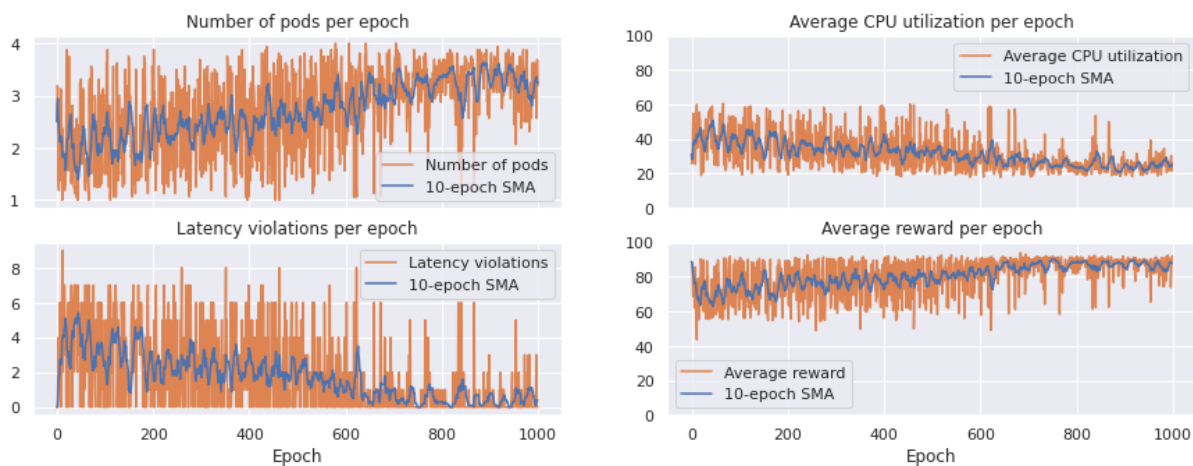 Number of pods per epoch
4
3
2
1
Number of pods
10-epoch SMA
Average CPU utilization per epoch
100
80
60
40
20
0
Average CPU utilization
10-epoch SMA
Latency violations per epoch
8
6
4
2
0
Latency violations
10-epoch SMA
0 200 400 600 800 1000
Epoch
Average reward per epoch
100
80
60
40
20
0
Average reward
10-epoch SMA
0 200 400 600 800 1000
Epoch